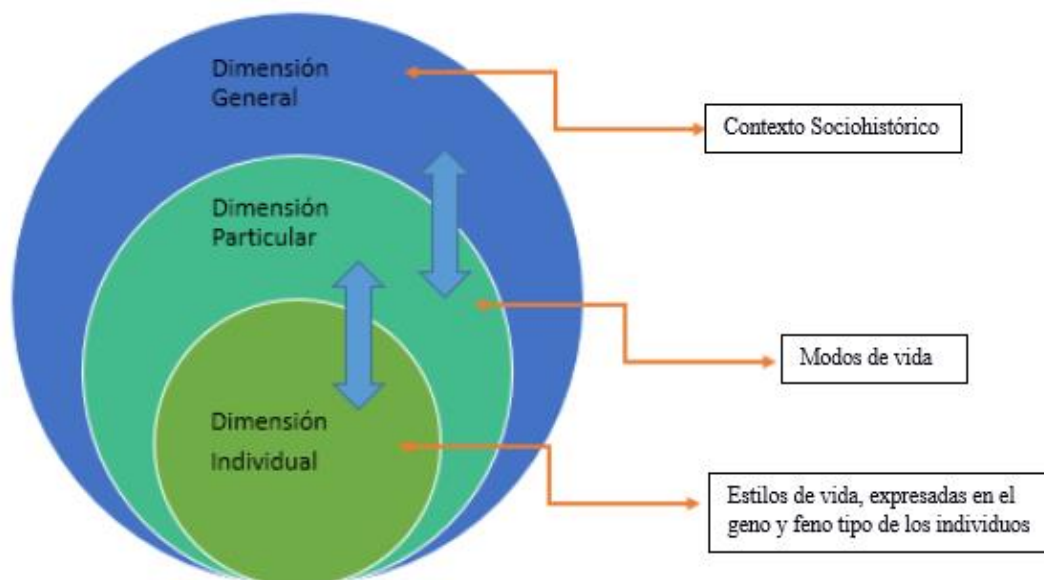 Dimensión
General
Contexto Sociohistórico
Dimensión
Particular
Modos de vida
Dimensión
Individual
Estilos de vida, expresadas en el
geno y feno tipo de los individuos